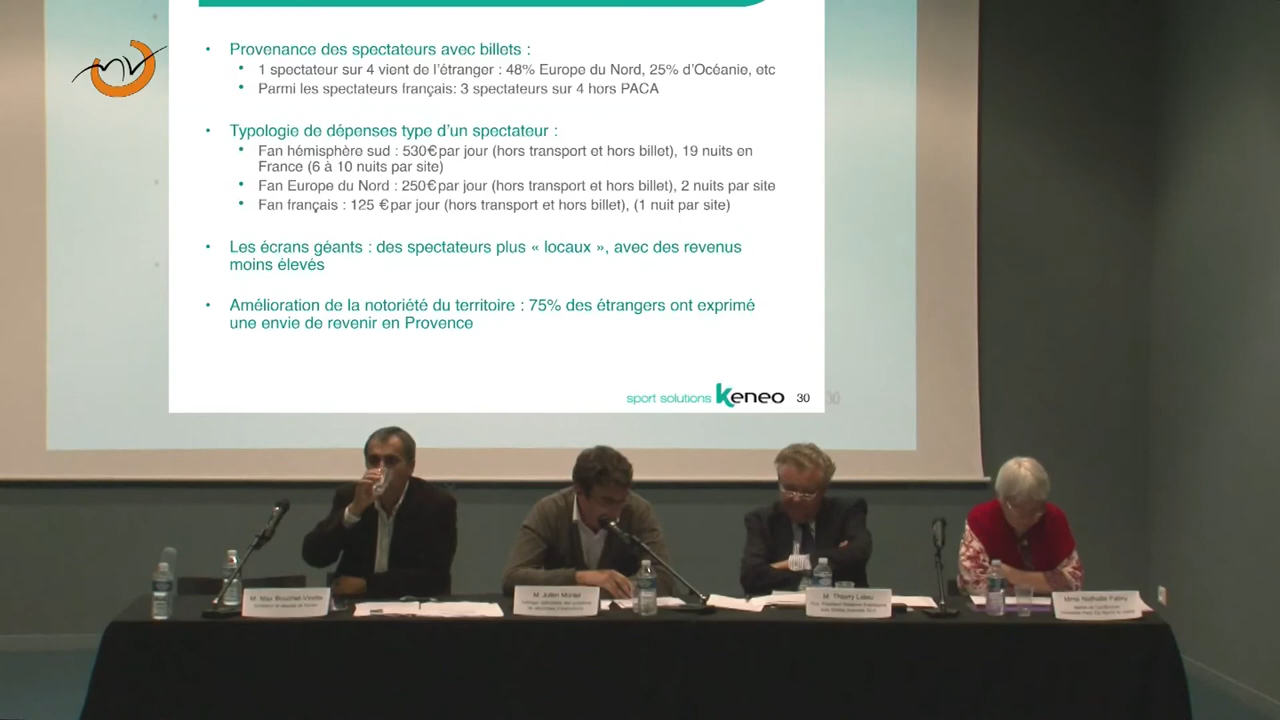 nv
• Provenance des spectateurs avec billets :
• 1 spectateur sur 4 vient de l'étranger : 48% Europe du Nord, 25% d'Océanie, etc
• Parmi les spectateurs français: 3 spectateurs sur 4 hors PACA
• Typologie de dépenses type d'un spectateur :
• Fan hémisphère sud : 530€par jour (hors transport et hors billet), 19 nuits en
France (6 à 10 nuits par site)
• Fan Europe du Nord : 250€par jour (hors transport et hors billet), 2 nuits par site
• Fan français : 125 €par jour (hors transport et hors billet), (1 nuit par site)
• Les écrans géants : des spectateurs plus « locaux », avec des revenus
moins élevés
• Amélioration de la notoriété du territoire : 75% des étrangers ont exprimé
une envie de revenir en Provence
sport solutions Keneo 30
30
M. Max
M. Julien
M. Thierry
Mme Nathalie Fabry